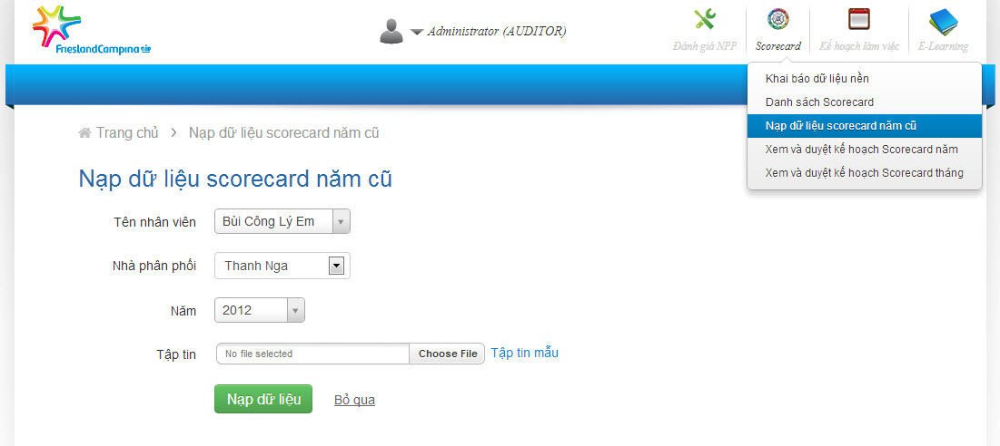 FrieslandCampina
Administrator (AUDITOR)
Đánh giá NPP
Scorecard
Kế hoạch làm việc
E-Learning
Khai báo dữ liệu nền
Danh sách Scorecard
Nạp dữ liệu scorecard năm cũ
Xem và duyệt kế hoạch Scorecard năm
Xem và duyệt kế hoạch Scorecard tháng
Trang chủ > Nạp dữ liệu scorecard năm cũ
Nạp dữ liệu scorecard năm cũ
Tên nhân viên Bùi Công Lý Em
Nhà phân phối Thanh Nga
Năm 2012
Tập tin No file selected Choose File Tập tin mẫu
Nạp dữ liệu Bỏ qua